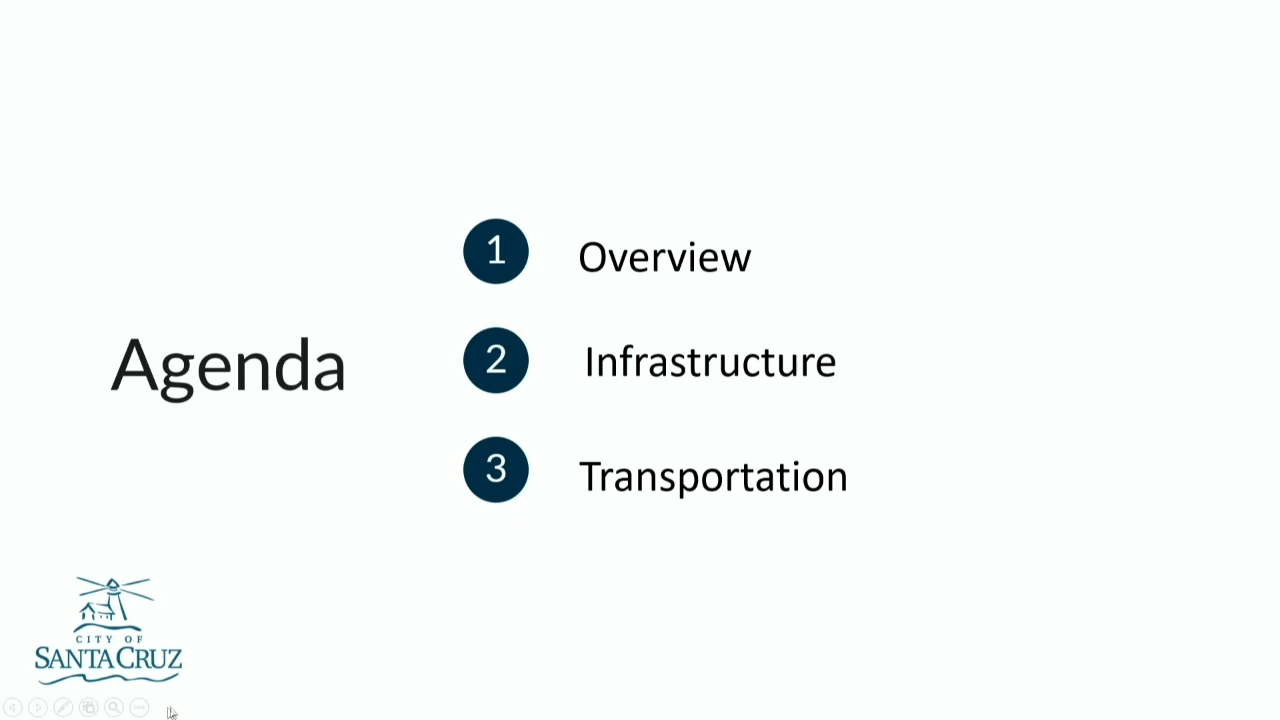 Agenda
1 Overview
2 Infrastructure
3 Transportation
CITY OF
SANTA CRUZ